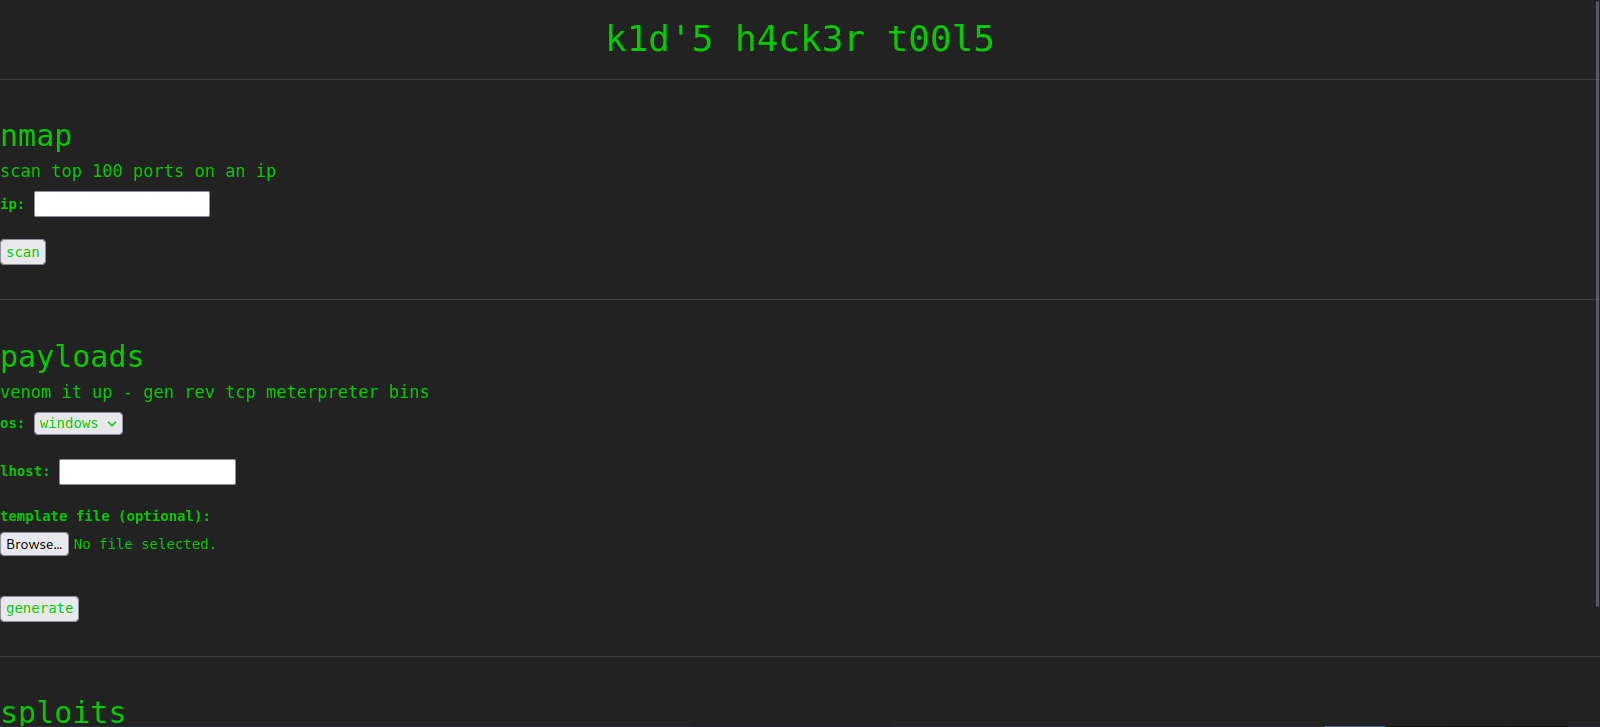 k1d'5 h4ck3r t00l5
nmap
scan top 100 ports on an ip
ip:
scan
payloads
venom it up - gen rev tcp meterpreter bins
os: windows
lhost:
template file (optional):
Browse... No file selected.
generate
sploits